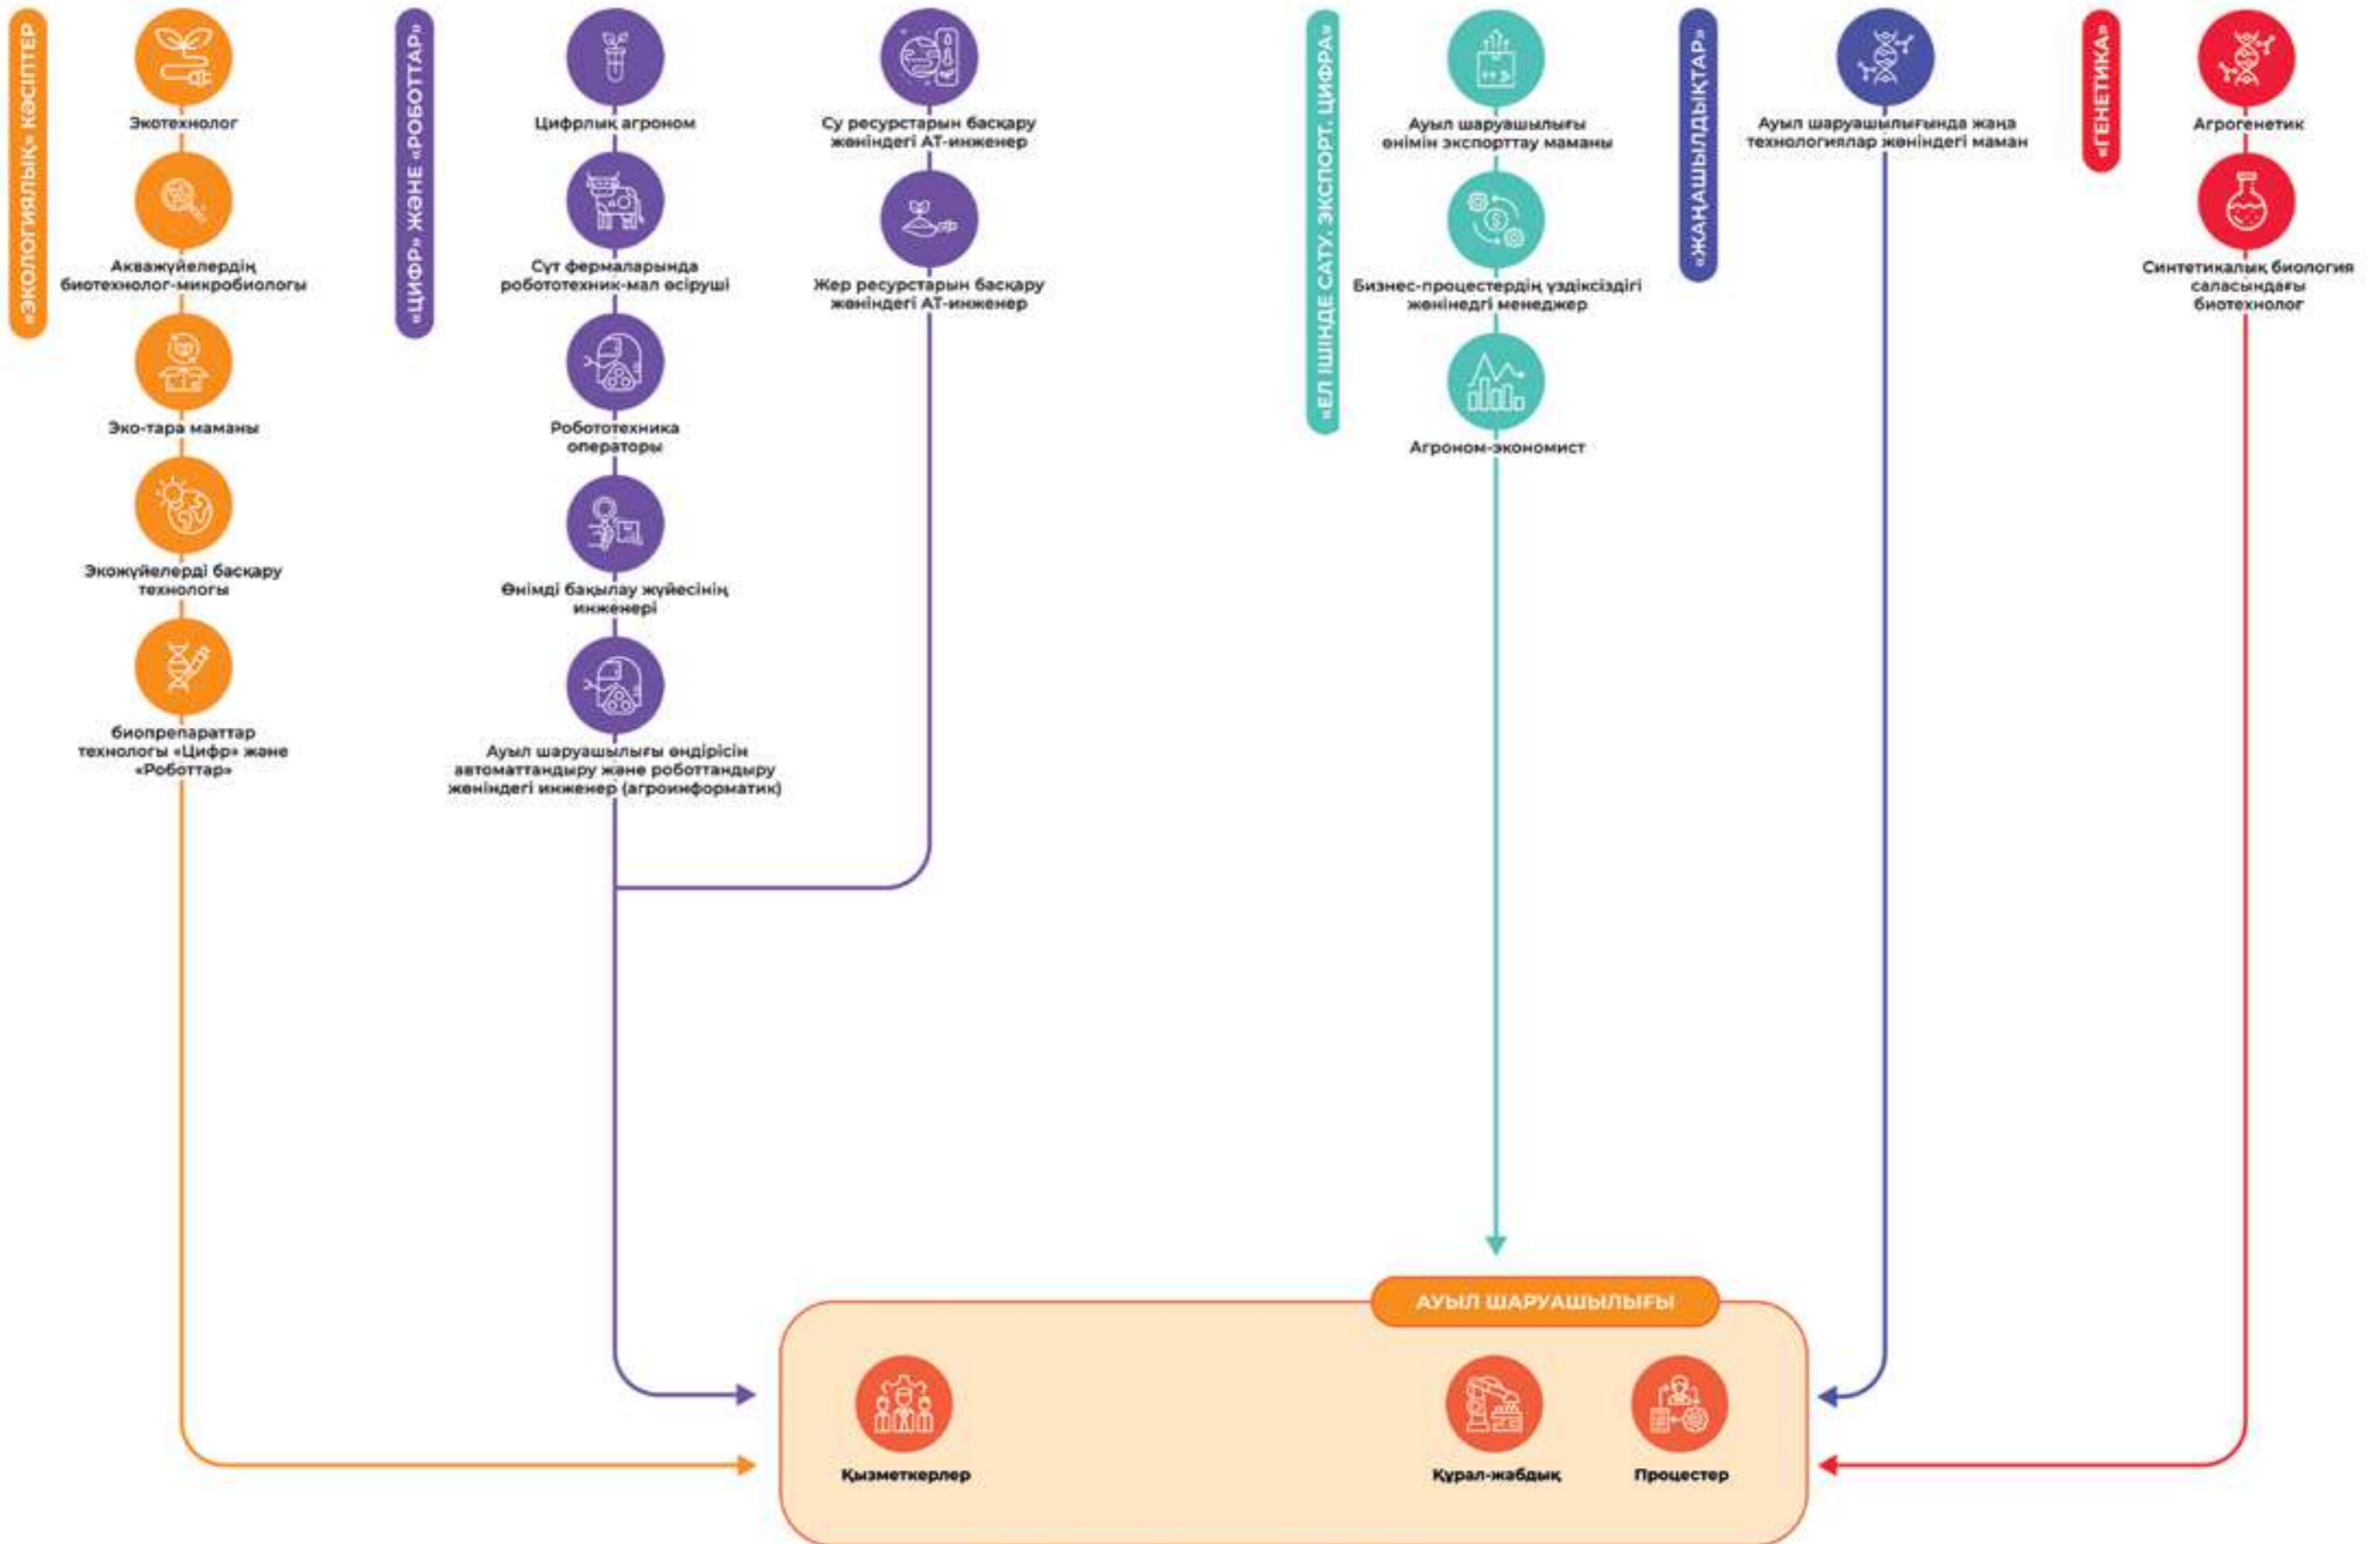 «ЭКОЛОГИЯЛЫҚ» КӘСІПТЕР
Экотехнолог
Акважүйелердің
биотехнолог-микробиологы
Эко-тара маманы
Экожүйелерді басқару
технологы
биопрепараттар
технологы «Цифр» және
«Роботтар»
«ЦИФР» ЖӘНЕ «РОБОТТАР»
Цифрлық агроном
Сүт фермаларында
робототехник-мал өсіруші
Робототехника
операторы
Өнімді бақылау жүйесінің
инженері
Ауыл шаруашылығы өндірісін
автоматтандыру және роботтандыру
жөніндегі инженер (агроинформатик)
Су ресурстарын басқару
жөніндегі АТ-инженер
Жер ресурстарын басқару
жөніндегі АТ-инженер
«ЕЛ ІШІНДЕ САТУ. ЭКСПОРТ. ЦИФРА»
Ауыл шаруашылығы
өнімін экспорттау маманы
Бизнес-процестердің үздіксіздігі
жөнінедгі менеджер
Агроном-экономист
«ЖАҢАШЫЛДЫҚТАР»
Ауыл шаруашылығында жаңа
технологиялар жөніндегі маман
«ГЕНЕТИКА»
Агрогенетик
Синтетикалық биология
саласындағы
биотехнолог
АУЫЛ ШАРУАШЫЛЫҒЫ
Қызметкерлер
Құрал-жабдық
Процестер